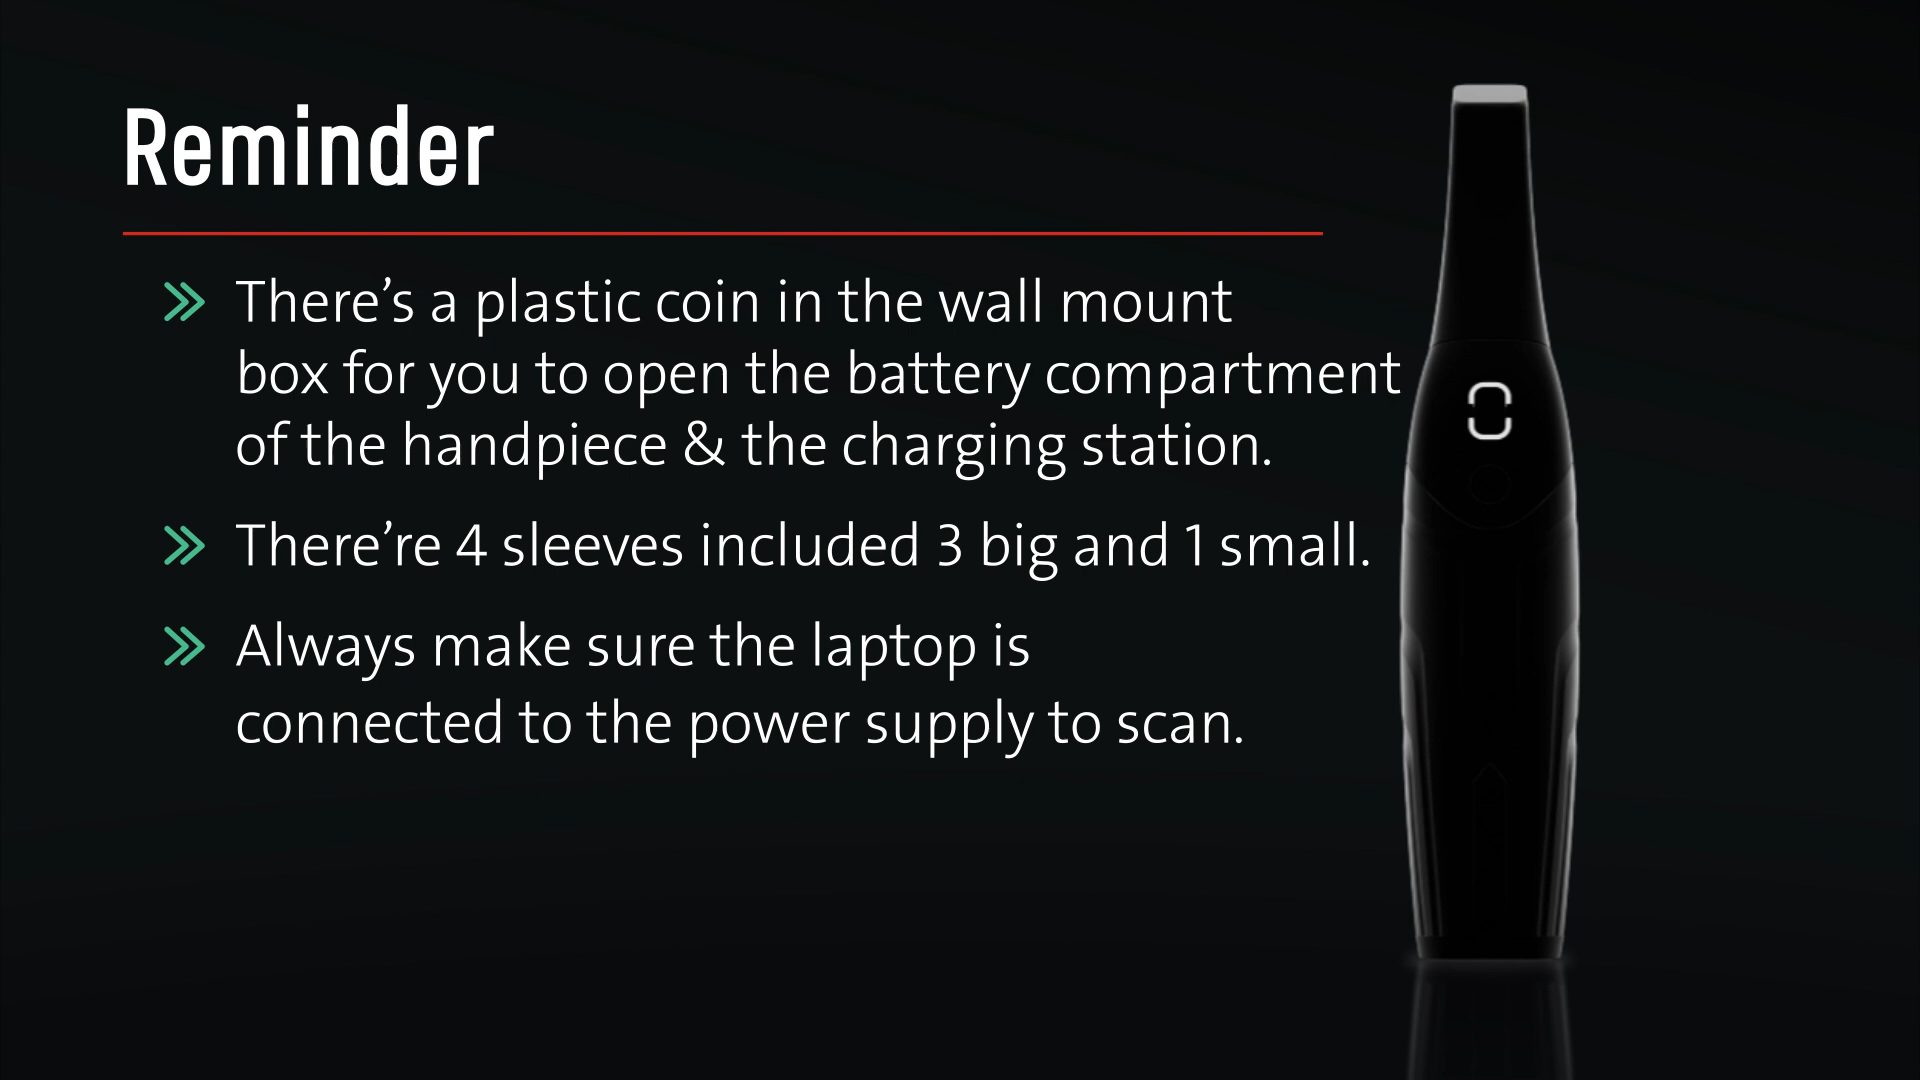 Reminder
There’s a plastic coin in the wall mount
box for you to open the battery compartment
of the handpiece & the charging station.
There’re 4 sleeves included 3 big and 1 small.
Always make sure the laptop is
connected to the power supply to scan.